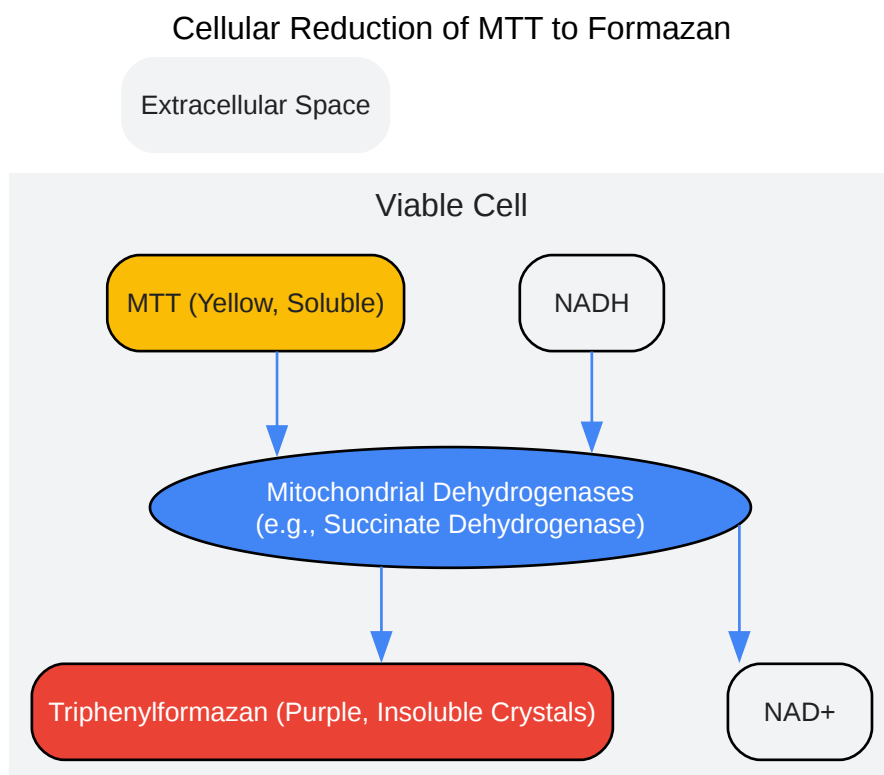 Cellular Reduction of MTT to Formazan
Extracellular Space
Viable Cell
MTT (Yellow, Soluble)
NADH
Mitochondrial Dehydrogenases
(e.g., Succinate Dehydrogenase)
Triphenylformazan (Purple, Insoluble Crystals)
NAD+